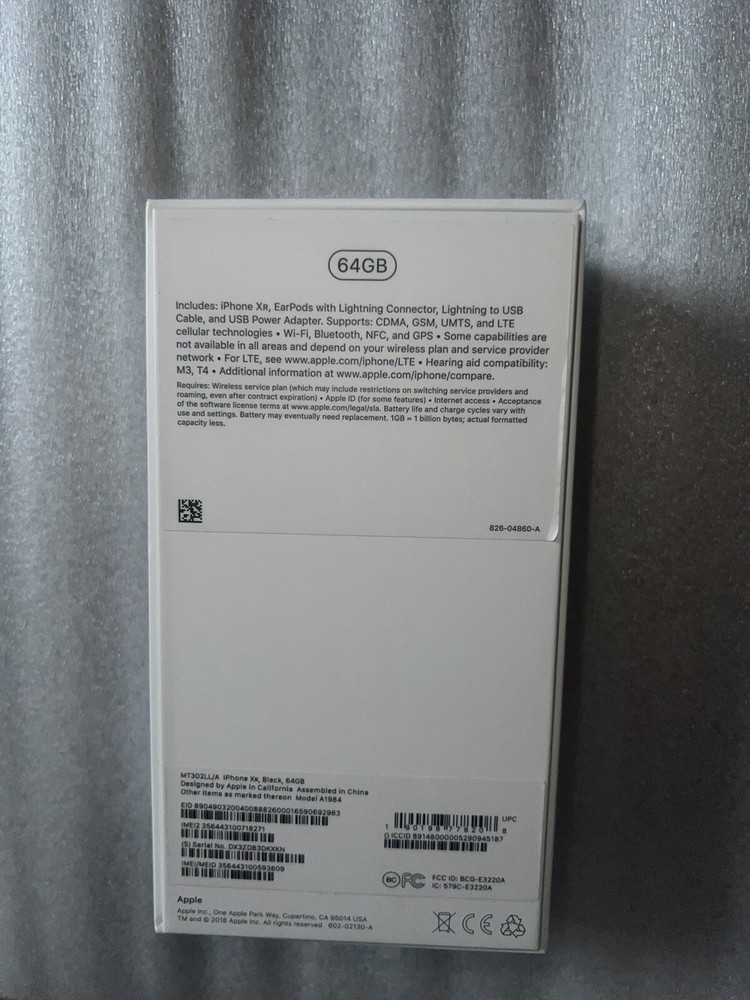 64GB
Includes: iPhone XR, EarPods with Lightning Connector, Lightning to USB
Cable, and USB Power Adapter. Supports: CDMA, GSM, UMTS, and LTE
cellular technologies • Wi-Fi, Bluetooth, NFC, and GPS • Some capabilities are
not available in all areas and depend on your wireless plan and service provider
network • For LTE, see www.apple.com/iphone/LTE • Hearing aid compatibility:
M3, T4 • Additional information at www.apple.com/iphone/compare.
Requires: Wireless service plan (which may include restrictions on switching service providers and
roaming, even after contract expiration) • Apple ID (for some features) • Internet access • Acceptance
of the software license terms at www.apple.com/legal/sla. Battery life and charge cycles vary with
use and settings. Battery may eventually need replacement. 1GB = 1 billion bytes; actual formatted
capacity less.
826-04860-A
MT302LL/A iPhone XR, Black, 64GB
Designed by Apple in California Assembled in China
Other items as marked thereon Model A1984
EID 89049032004008882600016590692963
IMEI2 356443100718271
(S) Serial No. DX3ZDB3DKXKN
IMEI/MEID 356443100593609
UPC
1 90198 77820 8
() ICCID 89148000005290945187
BC FC
FCC ID: BCG-E3220A
IC: 579C-E3220A
Apple
Apple Inc., One Apple Park Way, Cupertino, CA 95014 USA
TM and © 2018 Apple Inc. All rights reserved. 602-02130-A
CE